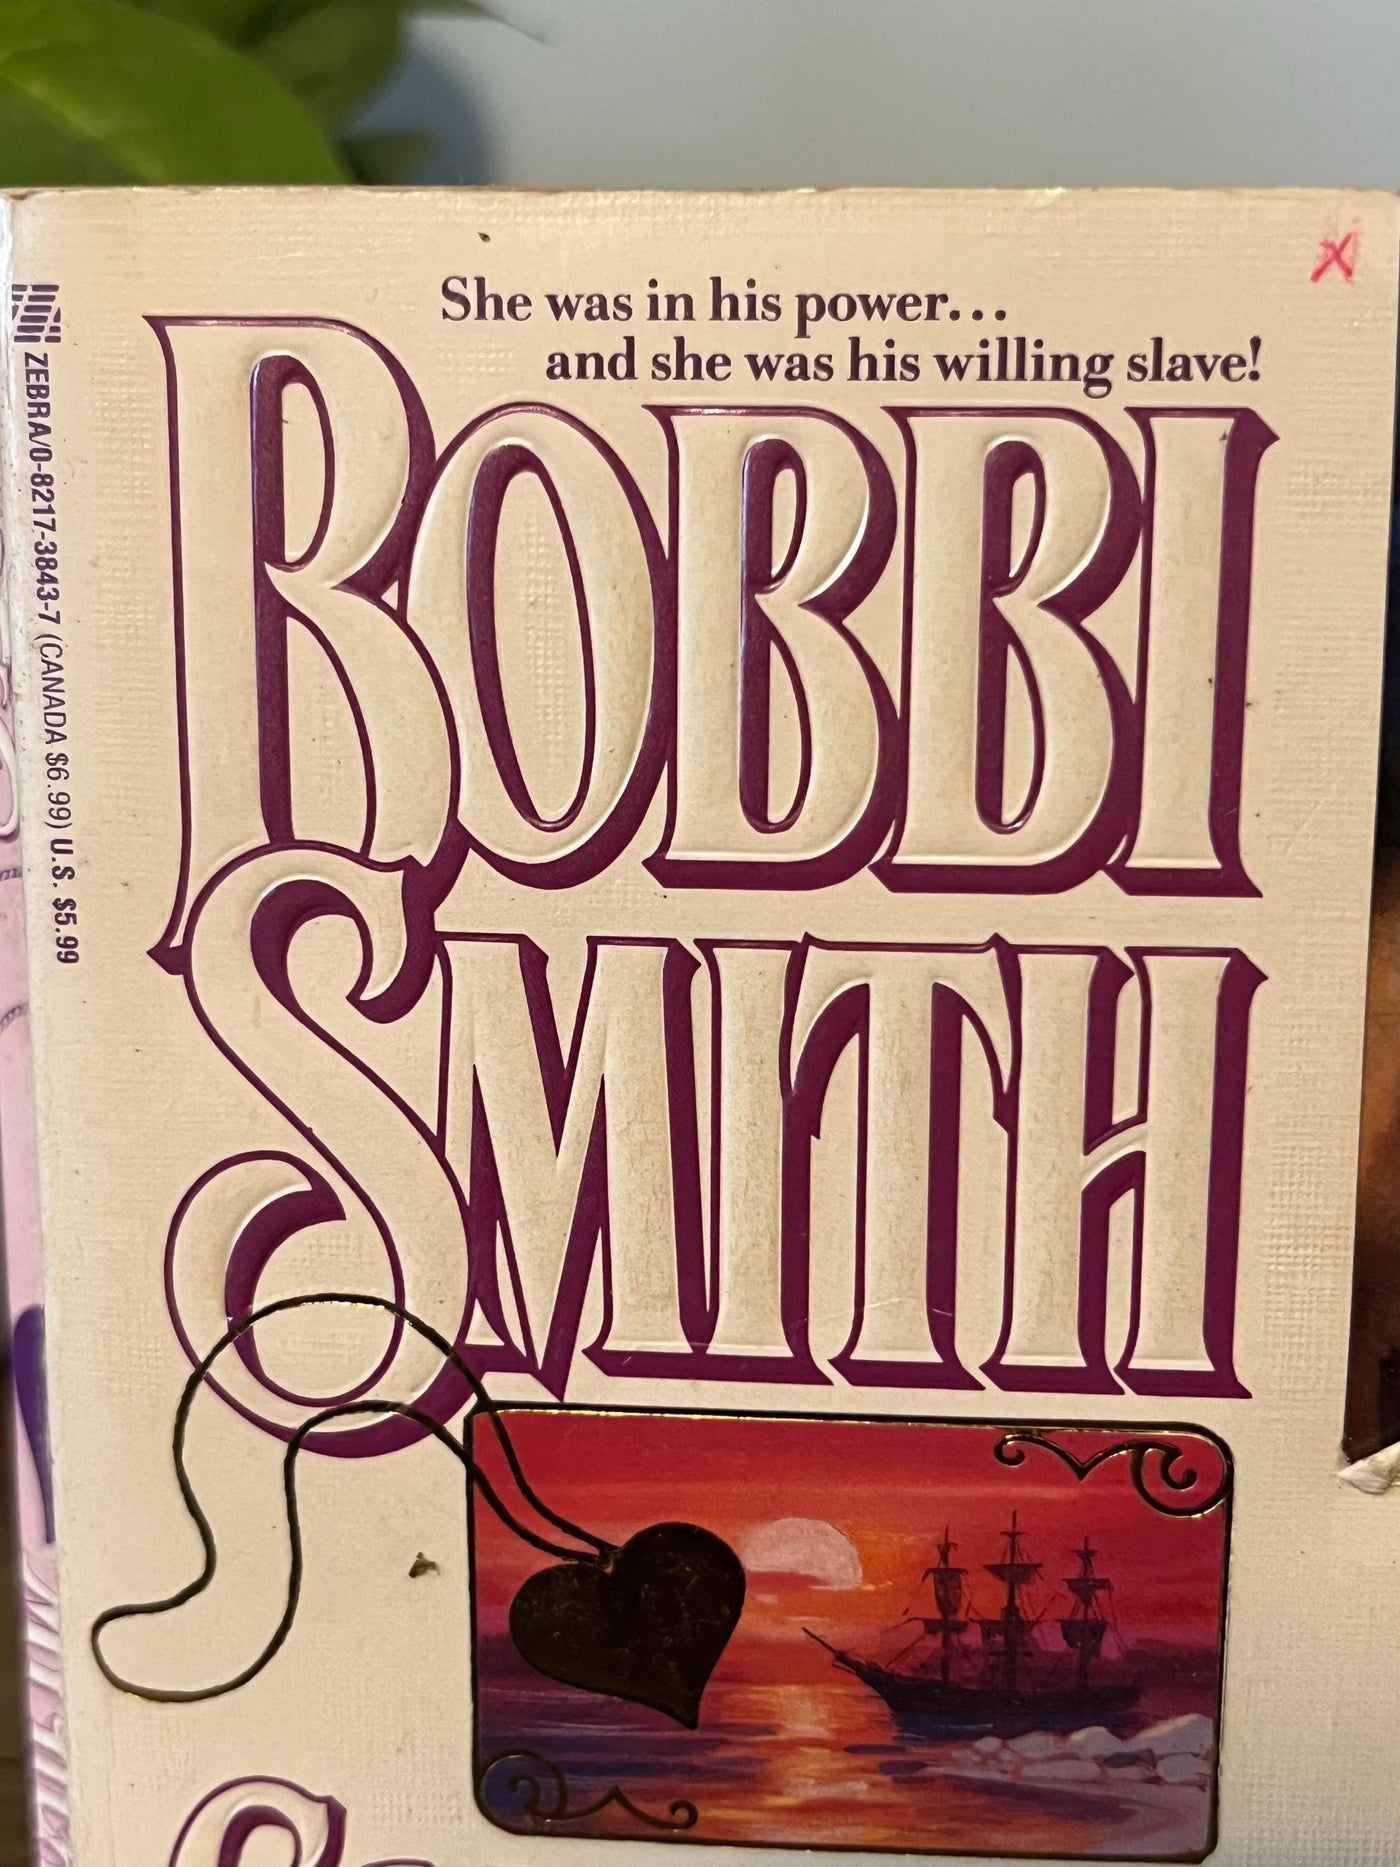 She was in his power...
and she was his willing slave!
BOBBI
SMITH
ZEBRA/0-8217-3843-7 (CANADA $6.99) U.S. $5.99
X